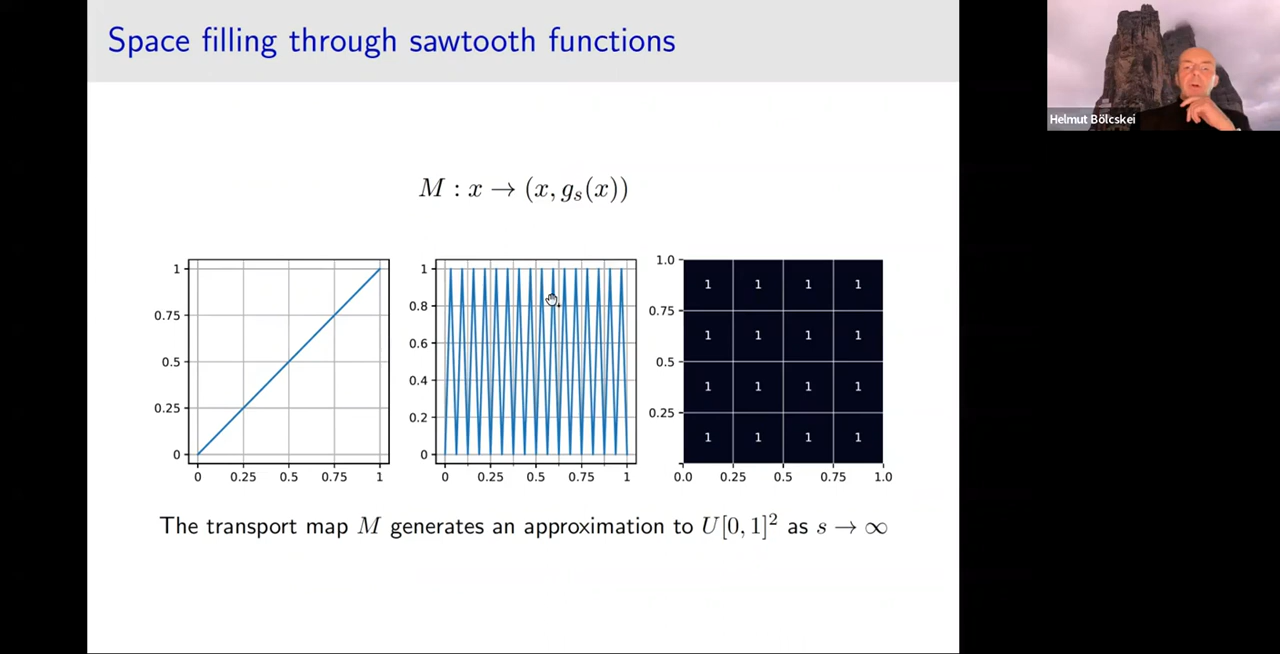 Space filling through sawtooth functions
Helmut Bölcskei
M : x → (x, g_s(x))
1
0.75
0.5
0.25
0
0 0.25 0.5 0.75 1
1
0.8
0.6
0.4
0.2
0
0 0.25 0.5 0.75 1
1.0
0.75
0.5
0.25
1 1 1 1
1 1 1 1
1 1 1 1
1 1 1 1
0.0 0.25 0.5 0.75 1.0
The transport map M generates an approximation to U[0, 1]² as s → ∞